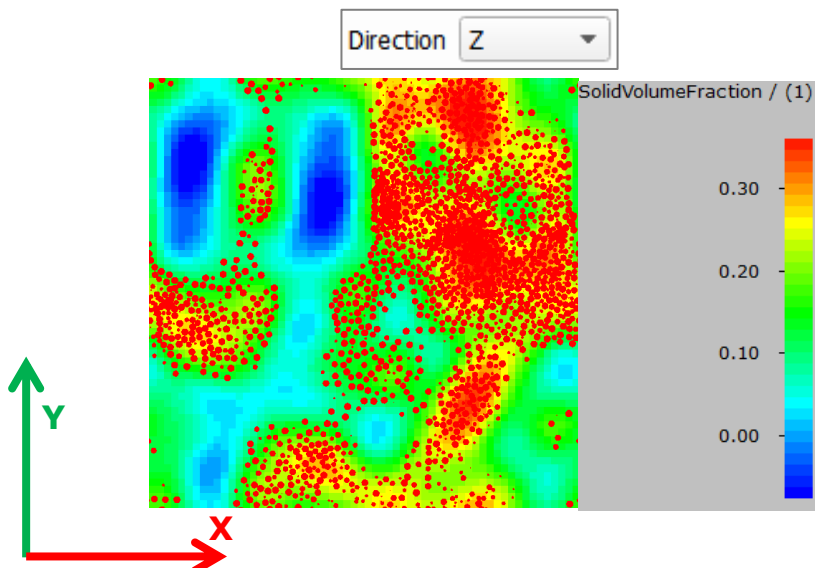 Direction Z
SolidVolumeFraction / (1)
0.30
0.20
0.10
0.00
Y
X